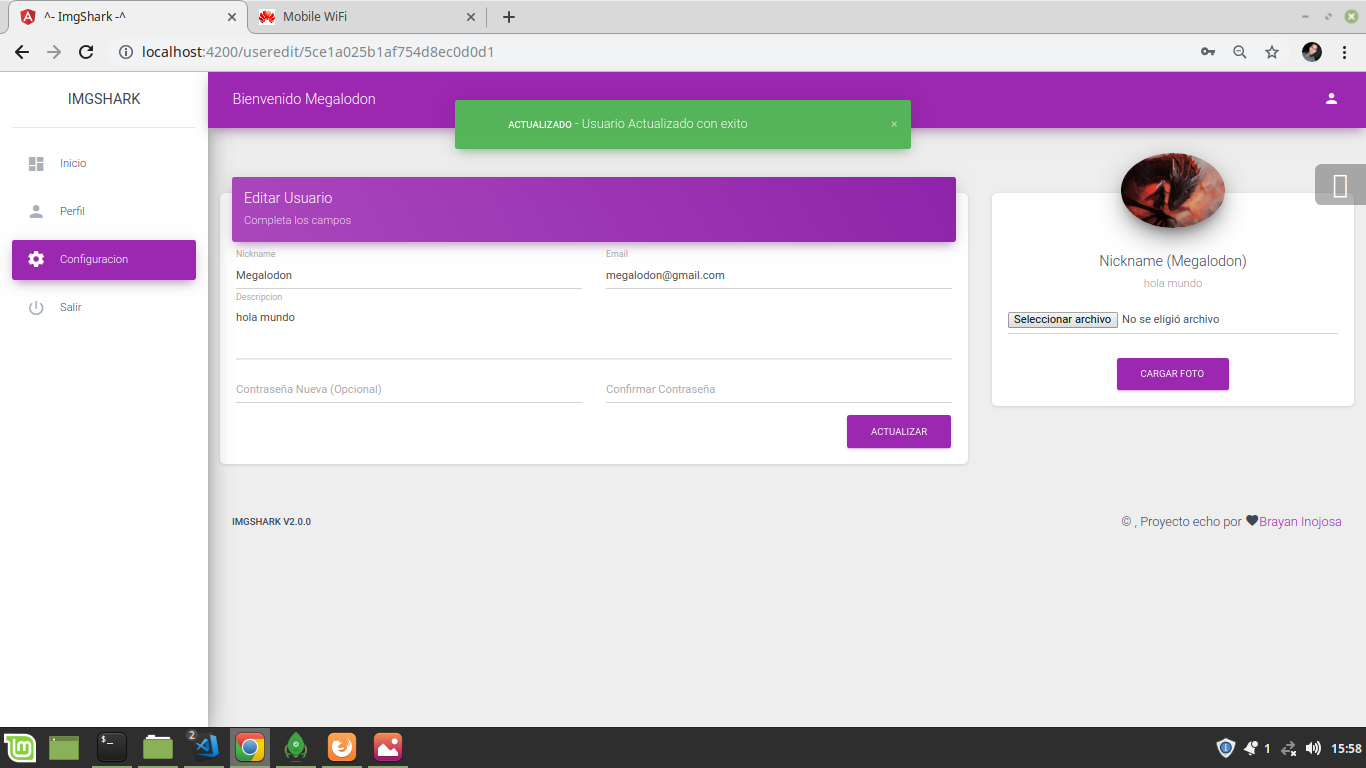 ^- ImgShark -^
Mobile WiFi
localhost:4200/useredit/5ce1a025b1af754d8ec0d0d1
IMGSHARK
Bienvenido Megalodon
ACTUALIZADO - Usuario Actualizado con exito ×
Inicio
Perfil
Configuracion
Salir
Editar Usuario
Completa los campos
Nickname
Email
Megalodon
megalodon@gmail.com
Descripcion
hola mundo
Contraseña Nueva (Opcional)
Confirmar Contraseña
ACTUALIZAR
Nickname (Megalodon)
hola mundo
Seleccionar archivo No se eligió archivo
CARGAR FOTO
IMGSHARK V2.0.0
© , Proyecto echo por Brayan Inojosa
$_
2
1
15:58